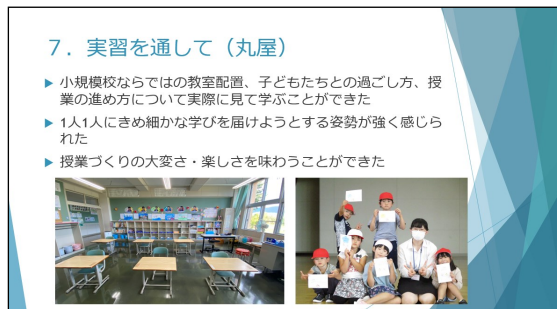 7．実習を通して（丸屋）
▶ 小規模校ならではの教室配置、子どもたちとの過ごし方、授
業の進め方について実際に見て学ぶことができた
▶ 1人1人にきめ細かな学びを届けようとする姿勢が強く感じら
れた
▶ 授業づくりの大変さ・楽しさを味わうことができた